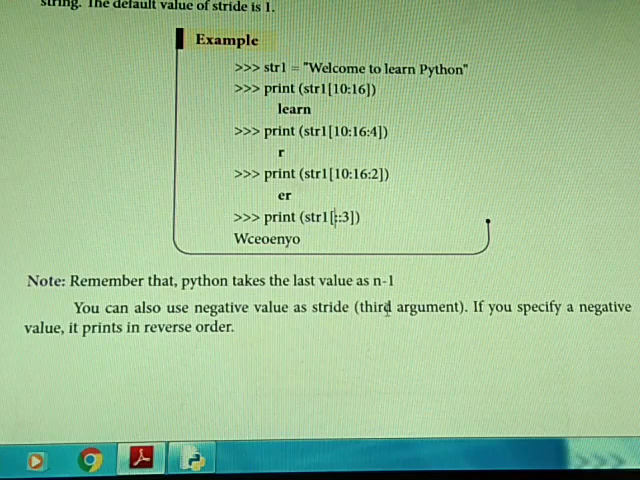 string. The default value of stride is 1.
Example
>>> str1 = "Welcome to learn Python"
>>> print (str1[10:16])
learn
>>> print (str1[10:16:4])
r
>>> print (str1[10:16:2])
er
>>> print (str1[::3])
Wceoenyo
Note: Remember that, python takes the last value as n-1
You can also use negative value as stride (third argument). If you specify a negative
value, it prints in reverse order.